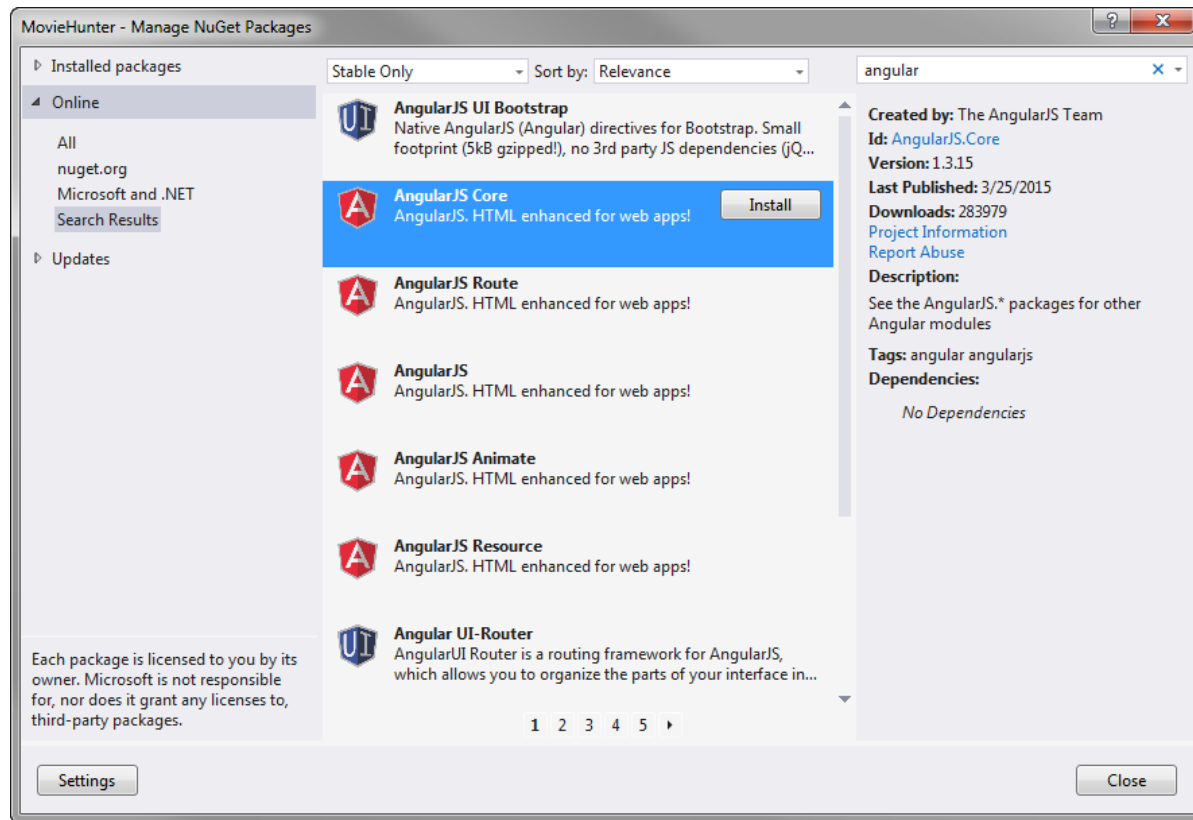 MovieHunter - Manage NuGet Packages
Installed packages
Online
All
nuget.org
Microsoft and .NET
Search Results
Updates
Each package is licensed to you by its
owner. Microsoft is not responsible
for, nor does it grant any licenses to,
third-party packages.
Settings
Stable Only
Sort by: Relevance
AngularJS UI Bootstrap
Native AngularJS (Angular) directives for Bootstrap. Small
footprint (5kB gzipped!), no 3rd party JS dependencies (jQ...
AngularJS Core
AngularJS. HTML enhanced for web apps!
Install
AngularJS Route
AngularJS. HTML enhanced for web apps!
AngularJS
AngularJS. HTML enhanced for web apps!
AngularJS Animate
AngularJS. HTML enhanced for web apps!
AngularJS Resource
AngularJS. HTML enhanced for web apps!
Angular UI-Router
AngularUI Router is a routing framework for AngularJS,
which allows you to organize the parts of your interface in...
1 2 3 4 5
angular
Created by: The AngularJS Team
Id: AngularJS.Core
Version: 1.3.15
Last Published: 3/25/2015
Downloads: 283979
Project Information
Report Abuse
Description:
See the AngularJS.* packages for other
Angular modules
Tags: angular angularjs
Dependencies:
No Dependencies
Close